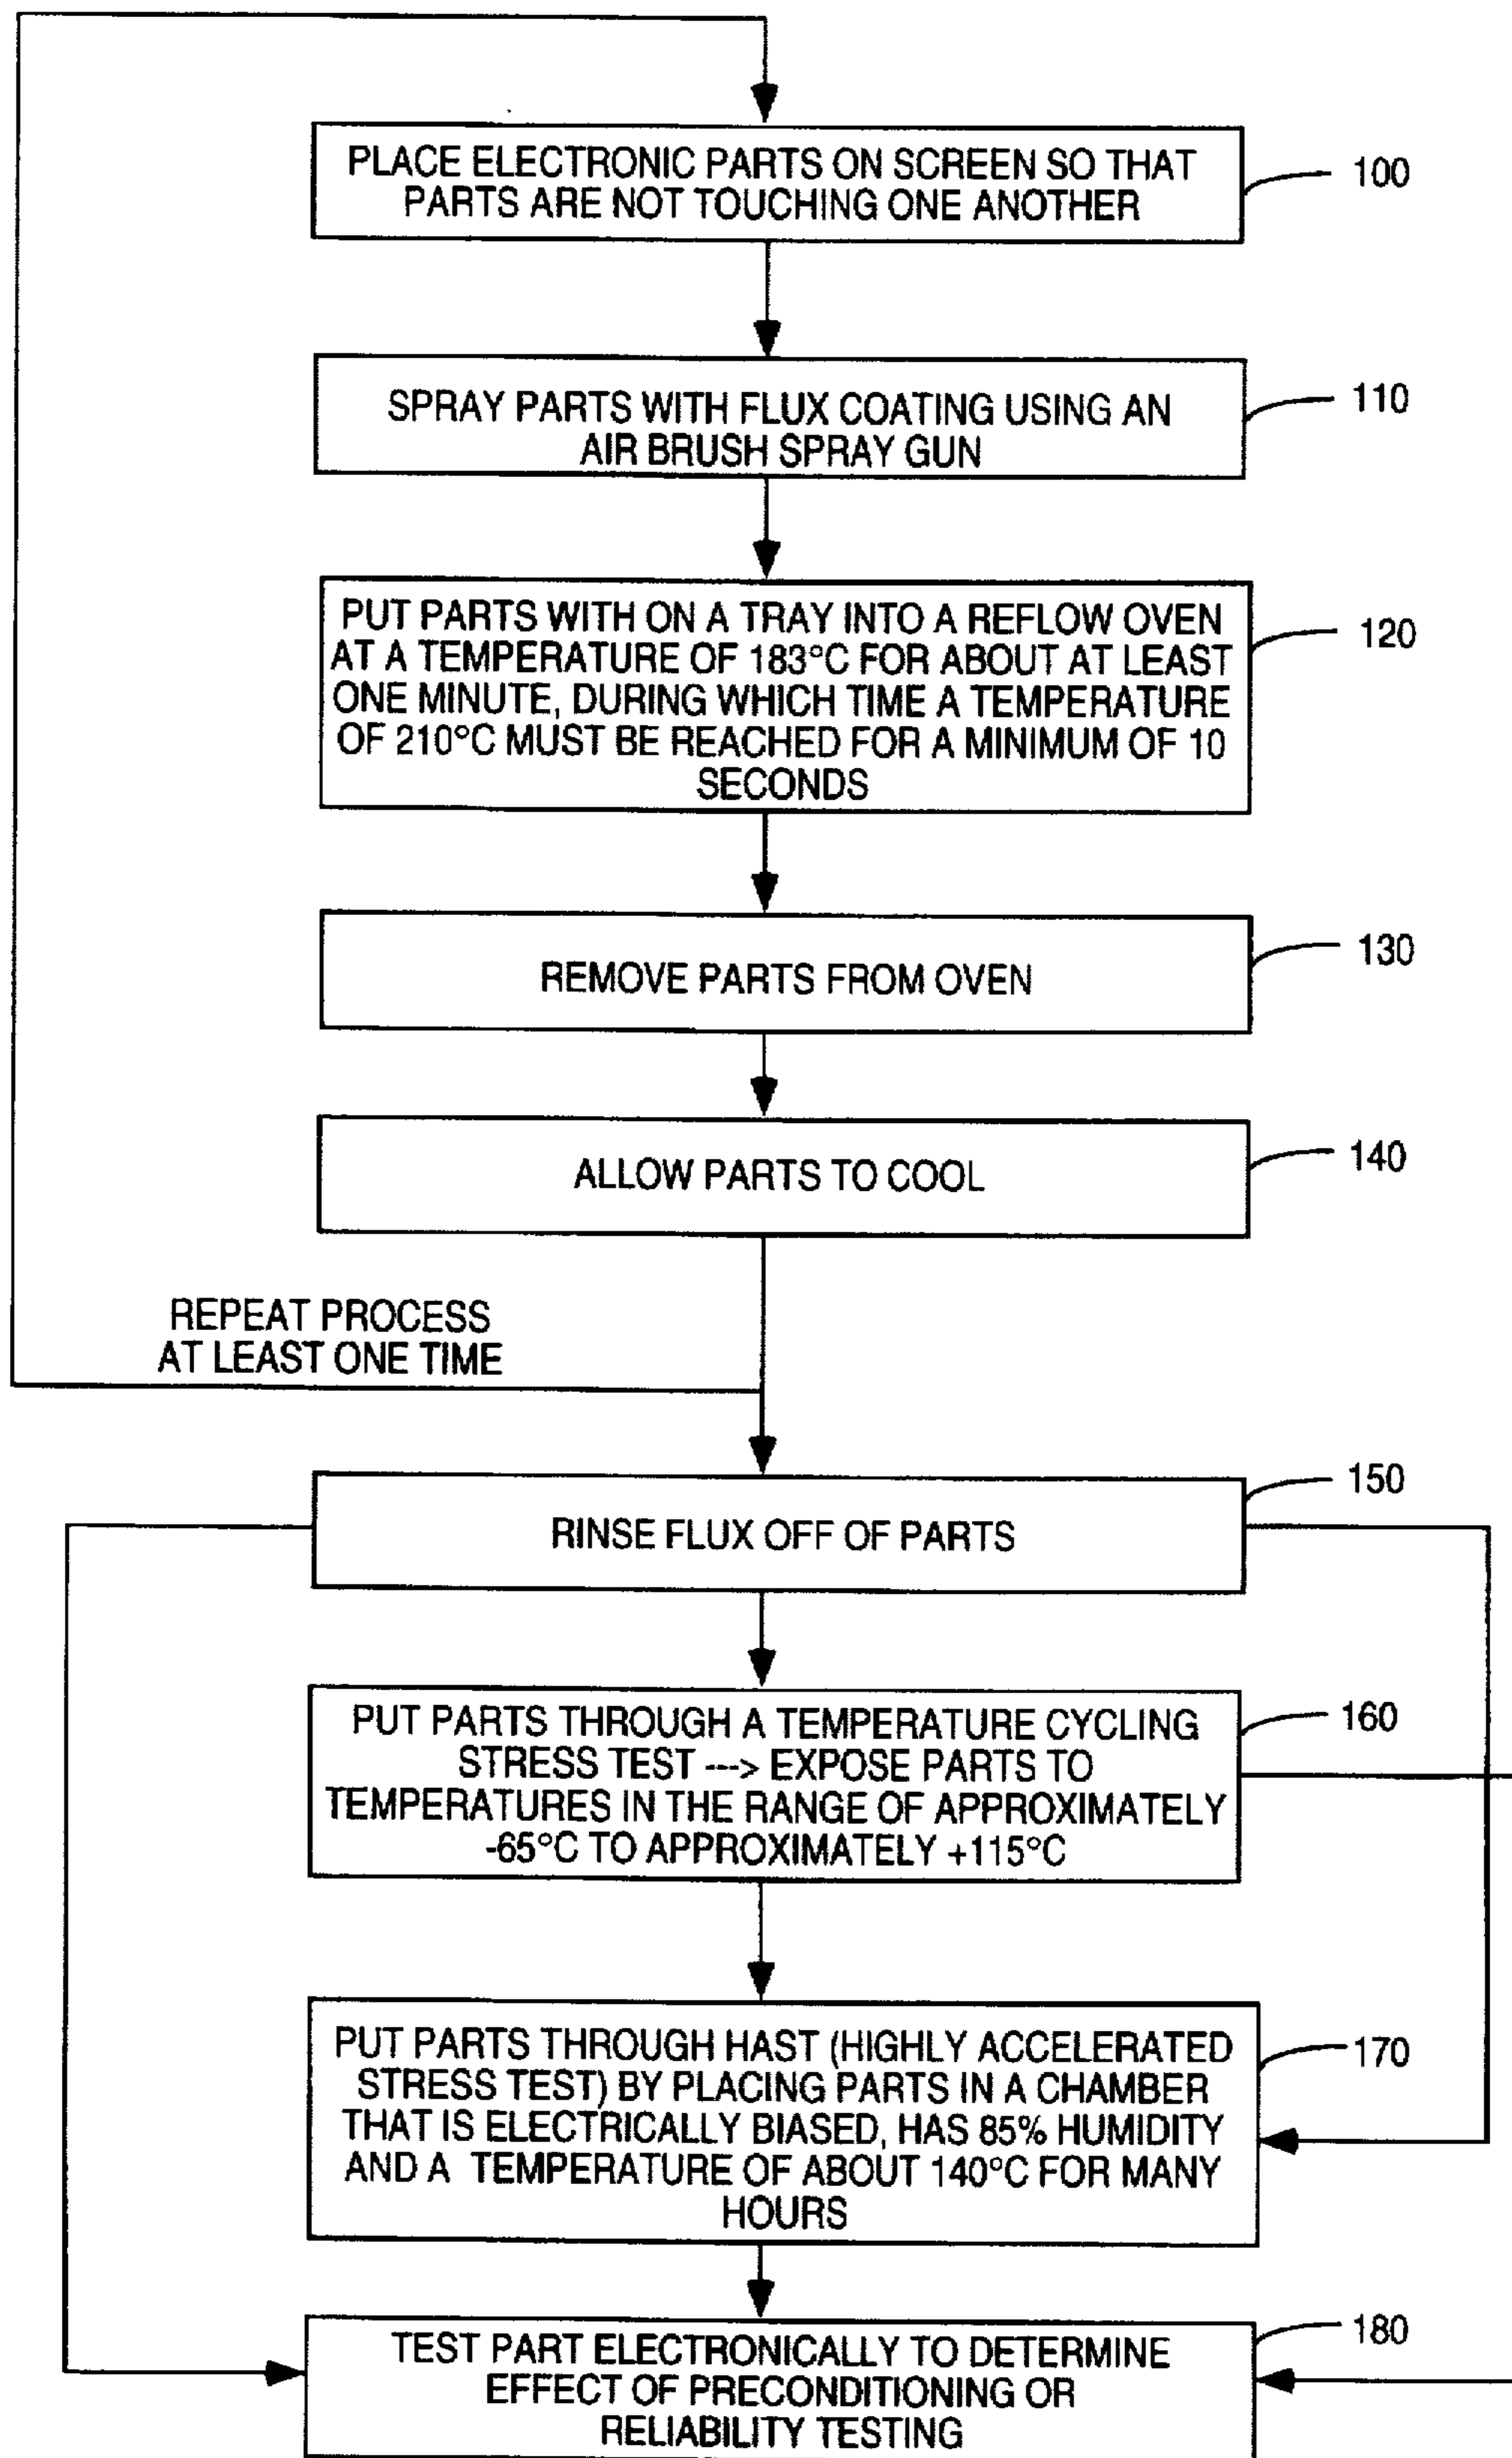 PLACE ELECTRONIC PARTS ON SCREEN SO THAT
PARTS ARE NOT TOUCHING ONE ANOTHER
100
SPRAY PARTS WITH FLUX COATING USING AN
AIR BRUSH SPRAY GUN
110
PUT PARTS WITH ON A TRAY INTO A REFLOW OVEN
AT A TEMPERATURE OF 183°C FOR ABOUT AT LEAST
ONE MINUTE, DURING WHICH TIME A TEMPERATURE
OF 210°C MUST BE REACHED FOR A MINIMUM OF 10
SECONDS
120
REMOVE PARTS FROM OVEN
130
ALLOW PARTS TO COOL
140
REPEAT PROCESS
AT LEAST ONE TIME
RINSE FLUX OFF OF PARTS
150
PUT PARTS THROUGH A TEMPERATURE CYCLING
STRESS TEST ---> EXPOSE PARTS TO
TEMPERATURES IN THE RANGE OF APPROXIMATELY
-65°C TO APPROXIMATELY +115°C
160
PUT PARTS THROUGH HAST (HIGHLY ACCELERATED
STRESS TEST) BY PLACING PARTS IN A CHAMBER
THAT IS ELECTRICALLY BIASED, HAS 85% HUMIDITY
AND A TEMPERATURE OF ABOUT 140°C FOR MANY
HOURS
170
TEST PART ELECTRONICALLY TO DETERMINE
EFFECT OF PRECONDITIONING OR
RELIABILITY TESTING
180